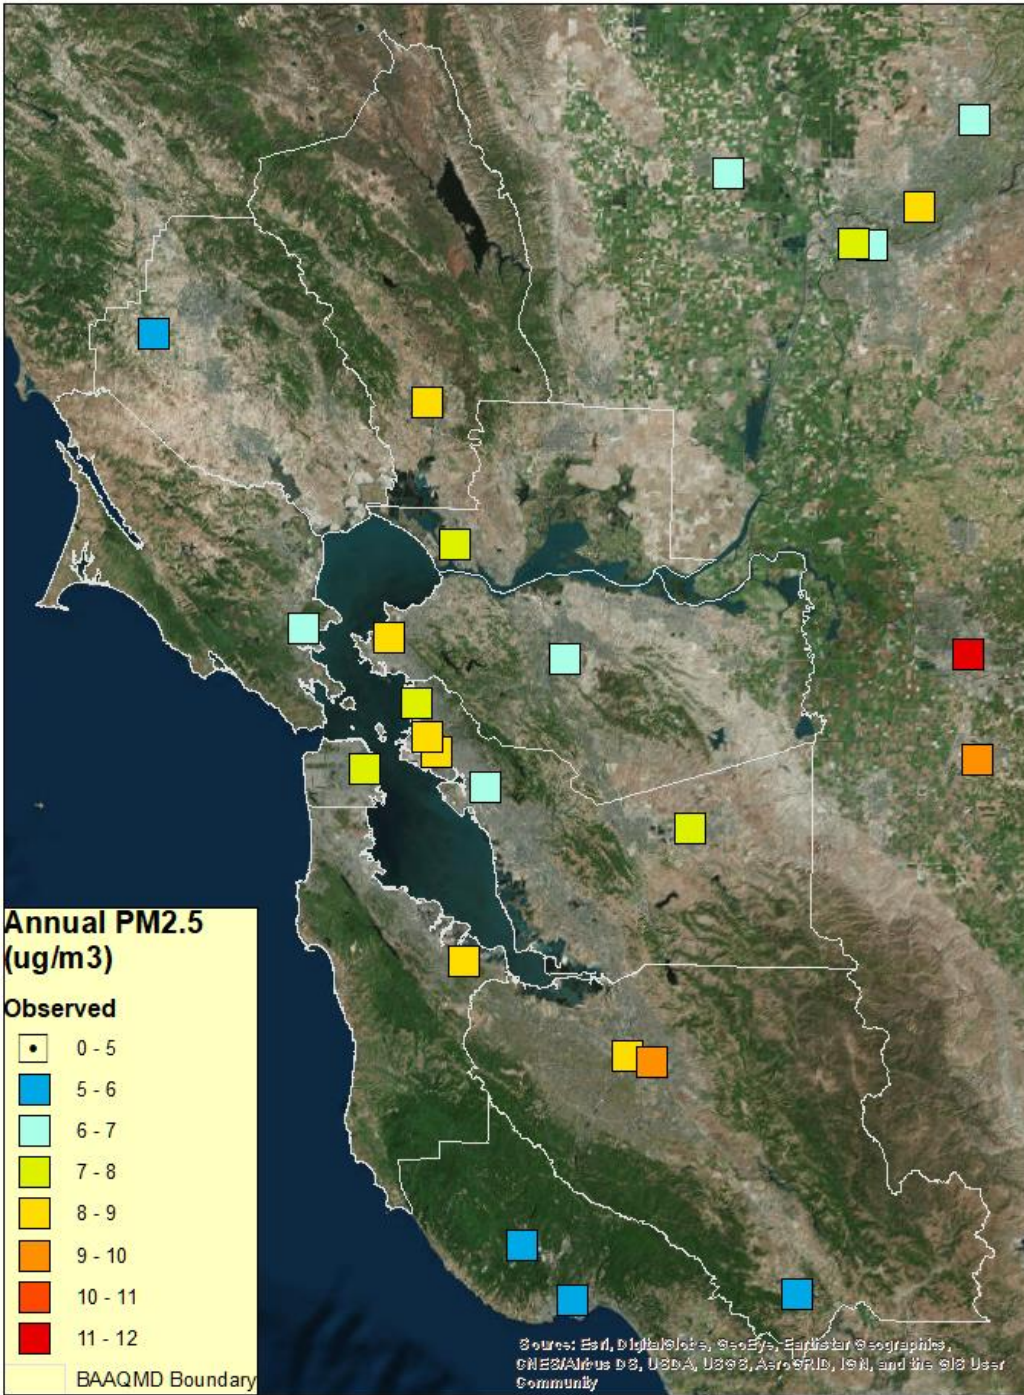 Annual PM2.5
(ug/m3)
Observed
0 - 5
5 - 6
6 - 7
7 - 8
8 - 9
9 - 10
10 - 11
11 - 12
BAAQMD Boundary
Source: Esri, DigitalGlobe, GeoEye, Earthstar Geographics,
CNES/Airbus DS, USDA, USGS, AeroGRID, IGN, and the GIS User
Community